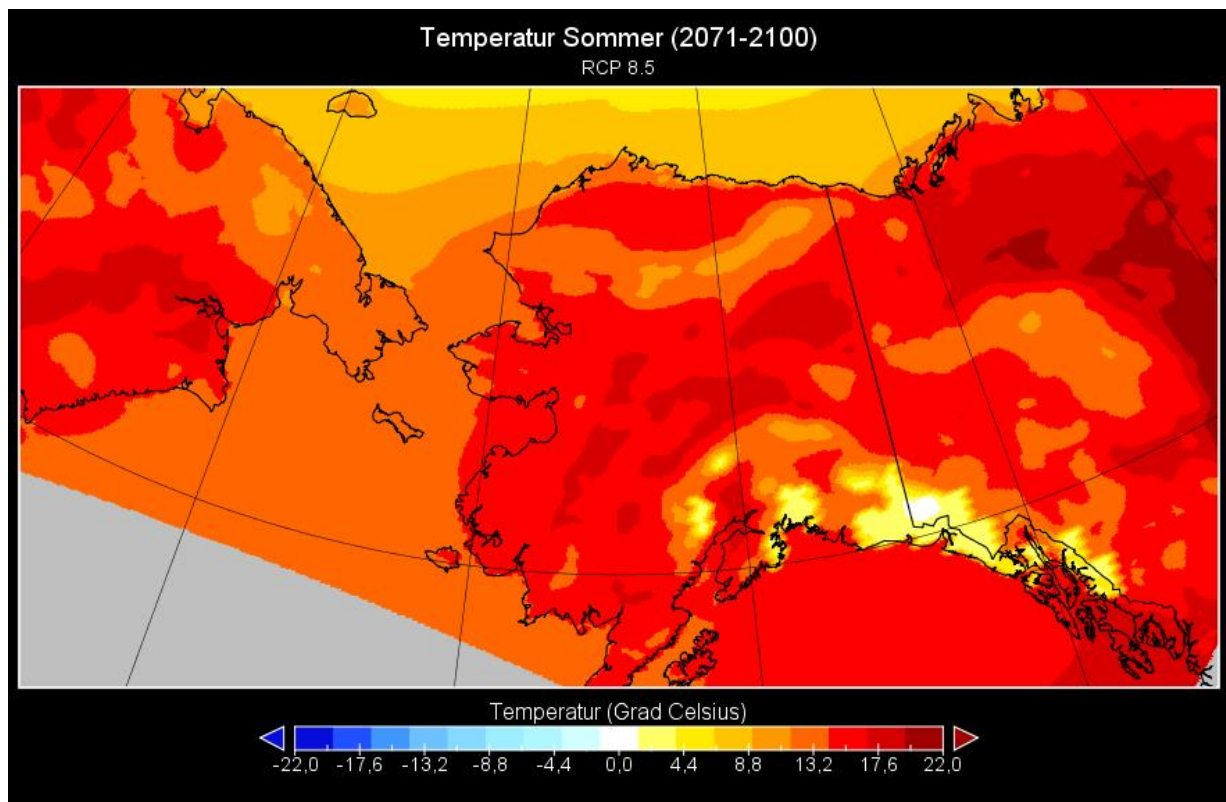 Temperatur Sommer (2071-2100)
RCP 8.5
Temperatur (Grad Celsius)
-22,0 -17,6 -13,2 -8,8 -4,4 0,0 4,4 8,8 13,2 17,6 22,0